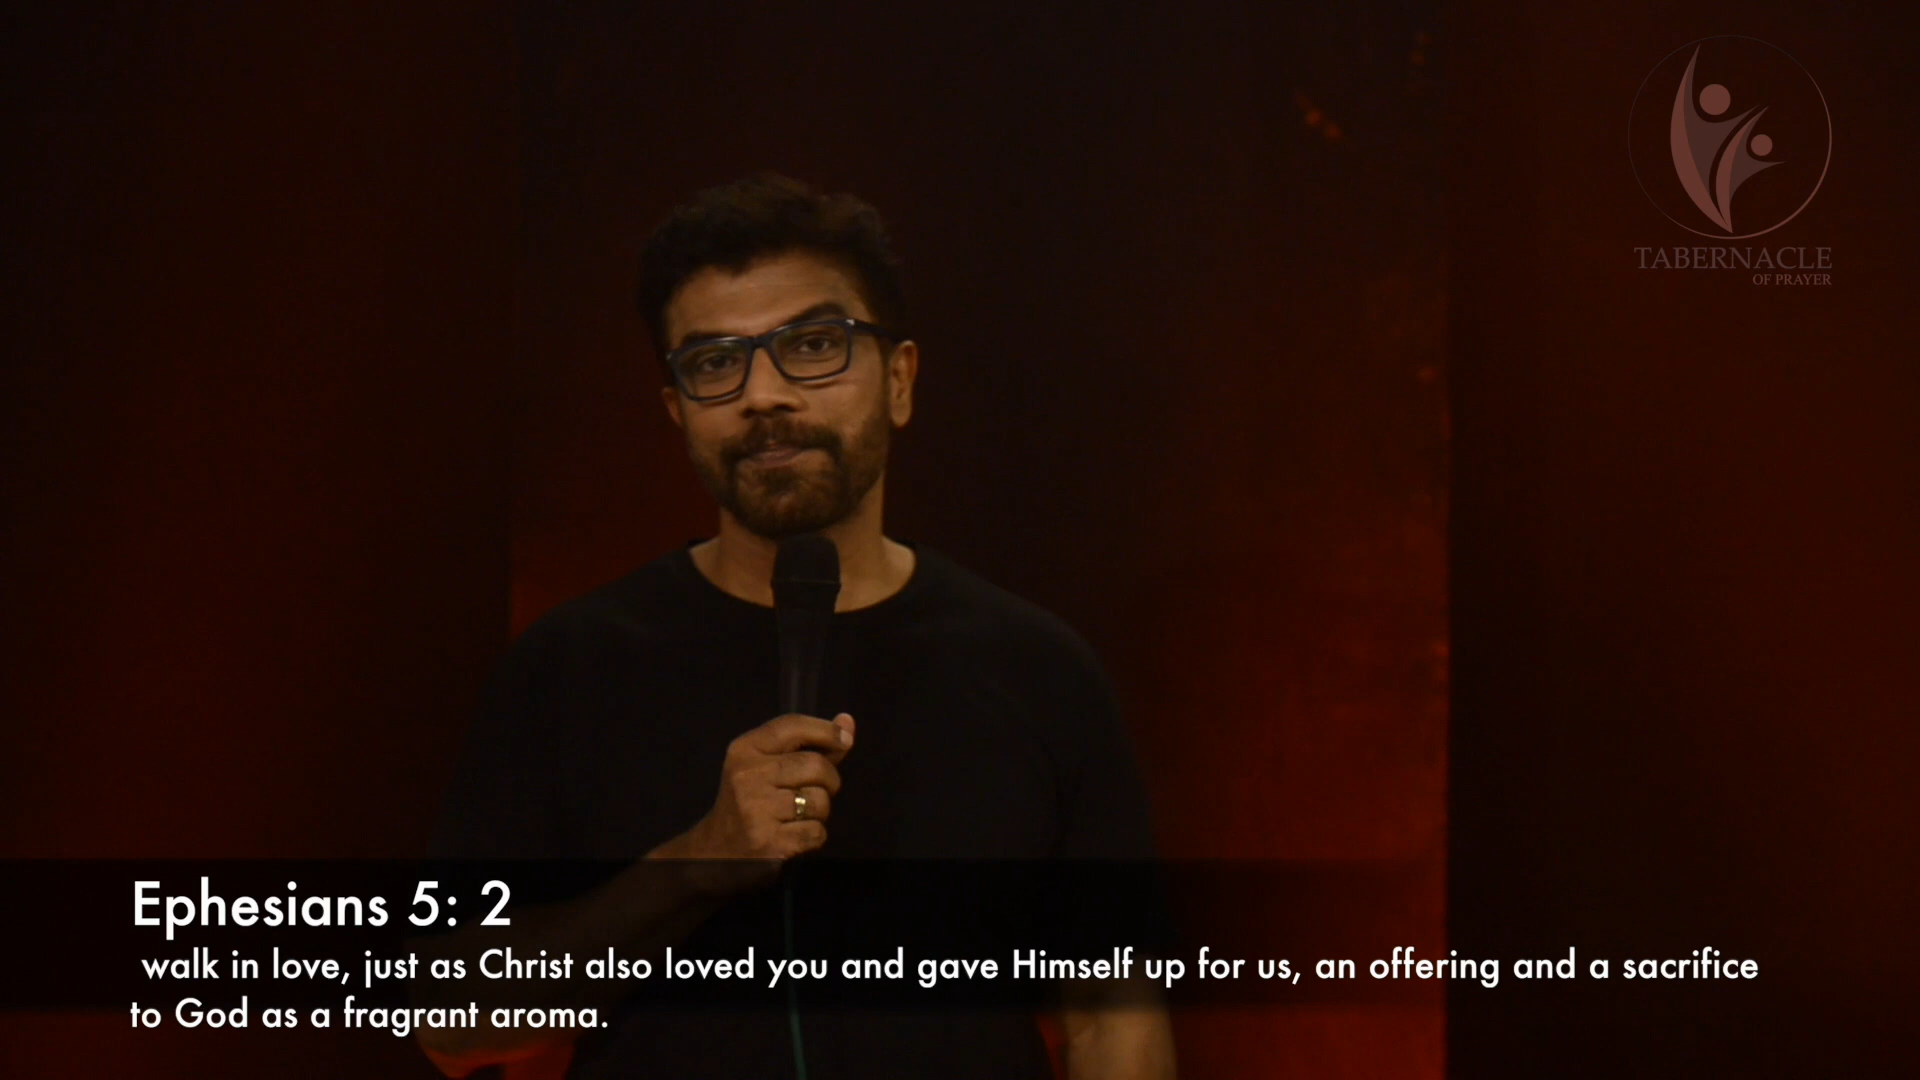 TABERNACLE
OF PRAYER
Ephesians 5: 2
walk in love, just as Christ also loved you and gave Himself up for us, an offering and a sacrifice
to God as a fragrant aroma.